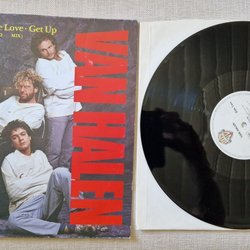 e Love · Get Up
D MIX)
VAN HALEN